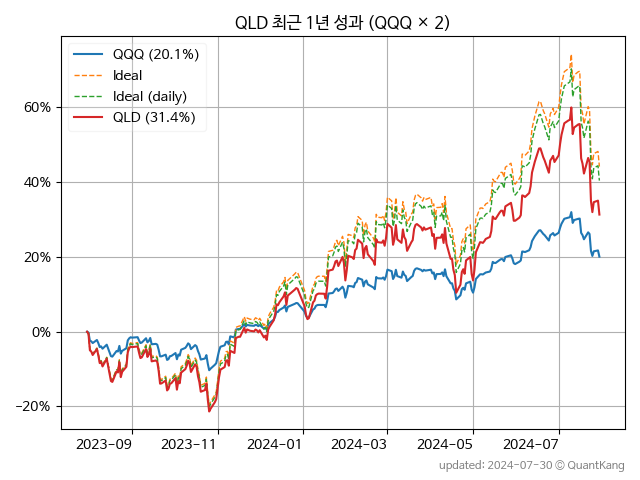 QLD 최근 1년 성과 (QQQ × 2)
QQQ (20.1%)
Ideal
Ideal (daily)
QLD (31.4%)
60%
40%
20%
0%
−20%
2023-09 2023-11 2024-01 2024-03 2024-05 2024-07
updated: 2024-07-30 © QuantKang